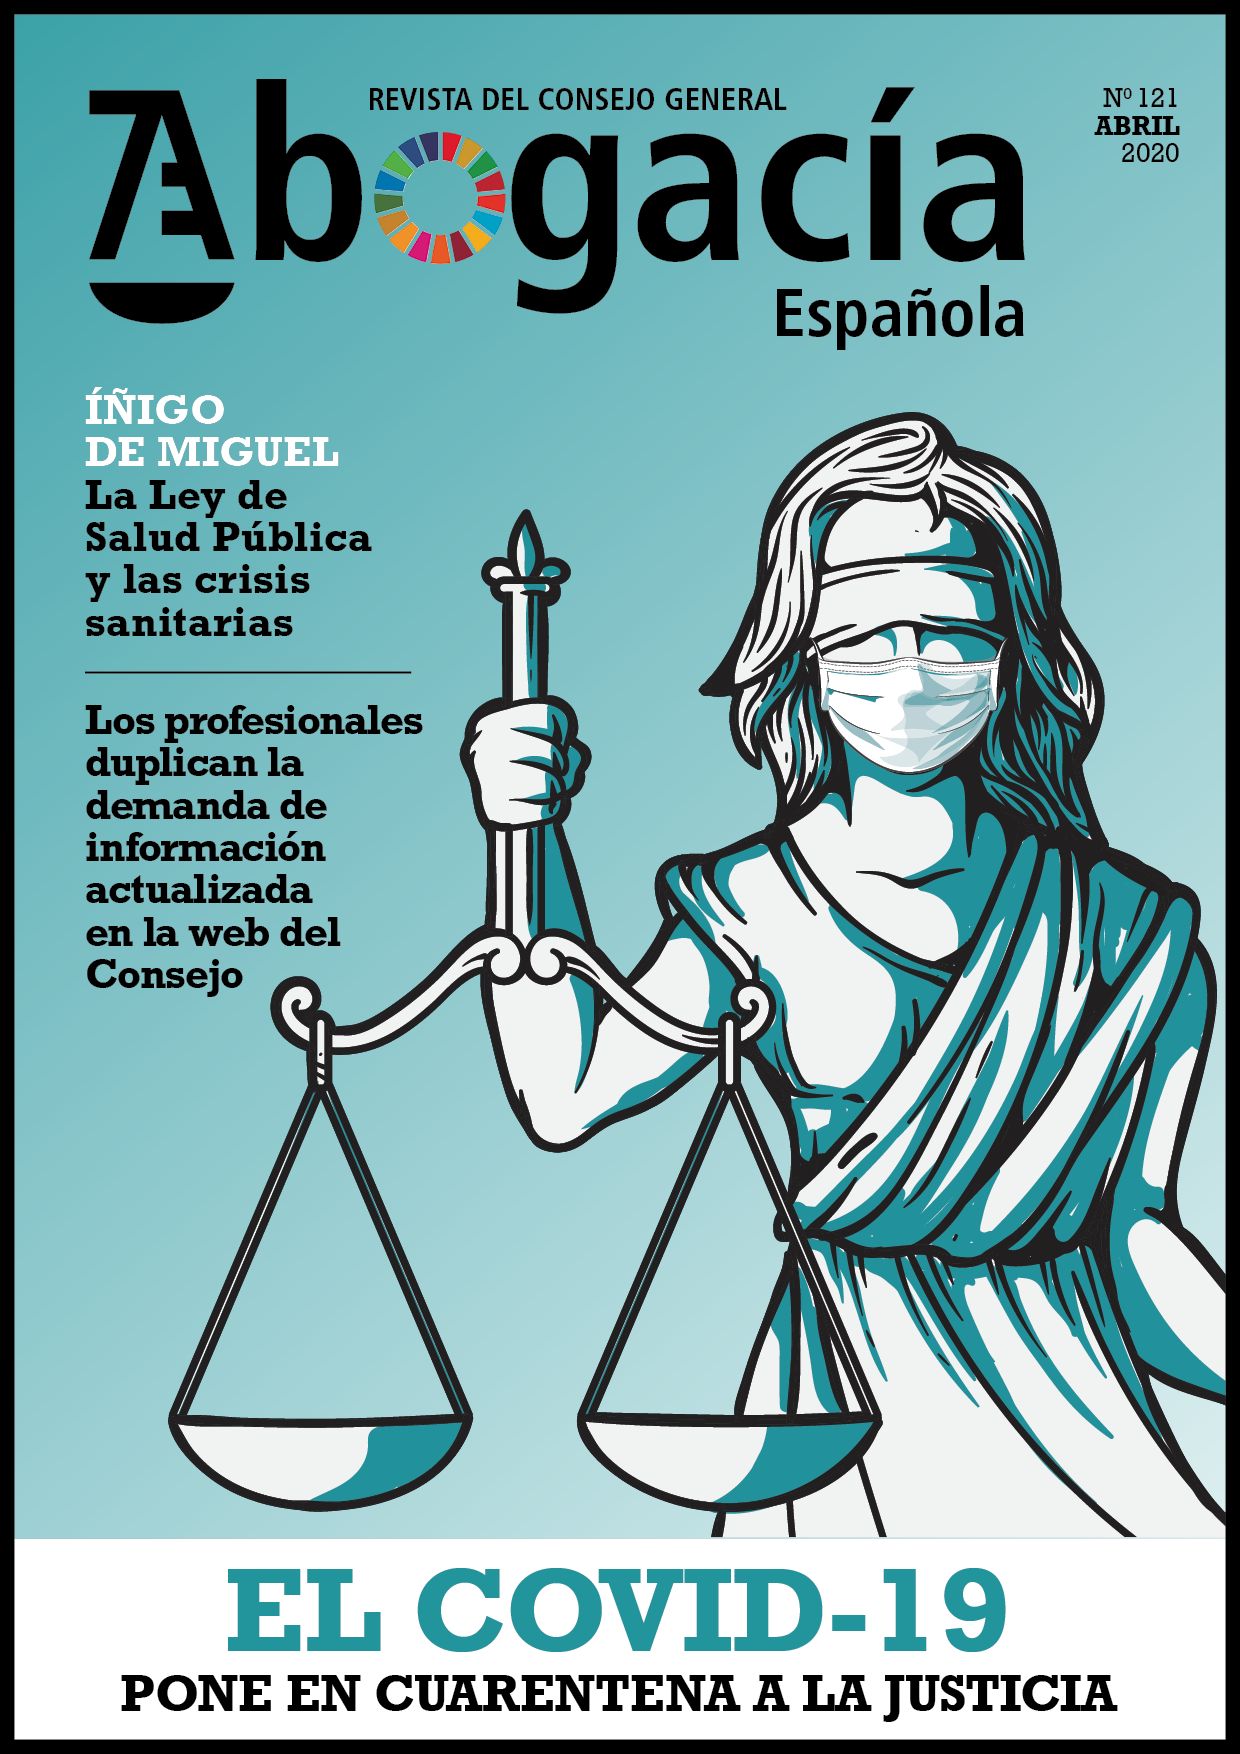 REVISTA DEL CONSEJO GENERAL
Abogacía
Española
Nº 121
ABRIL
2020
ÍÑIGO
DE MIGUEL
La Ley de
Salud Pública
y las crisis
sanitarias
Los profesionales
duplican la
demanda de
información
actualizada
en la web del
Consejo
EL COVID-19
PONE EN CUARENTENA A LA JUSTICIA